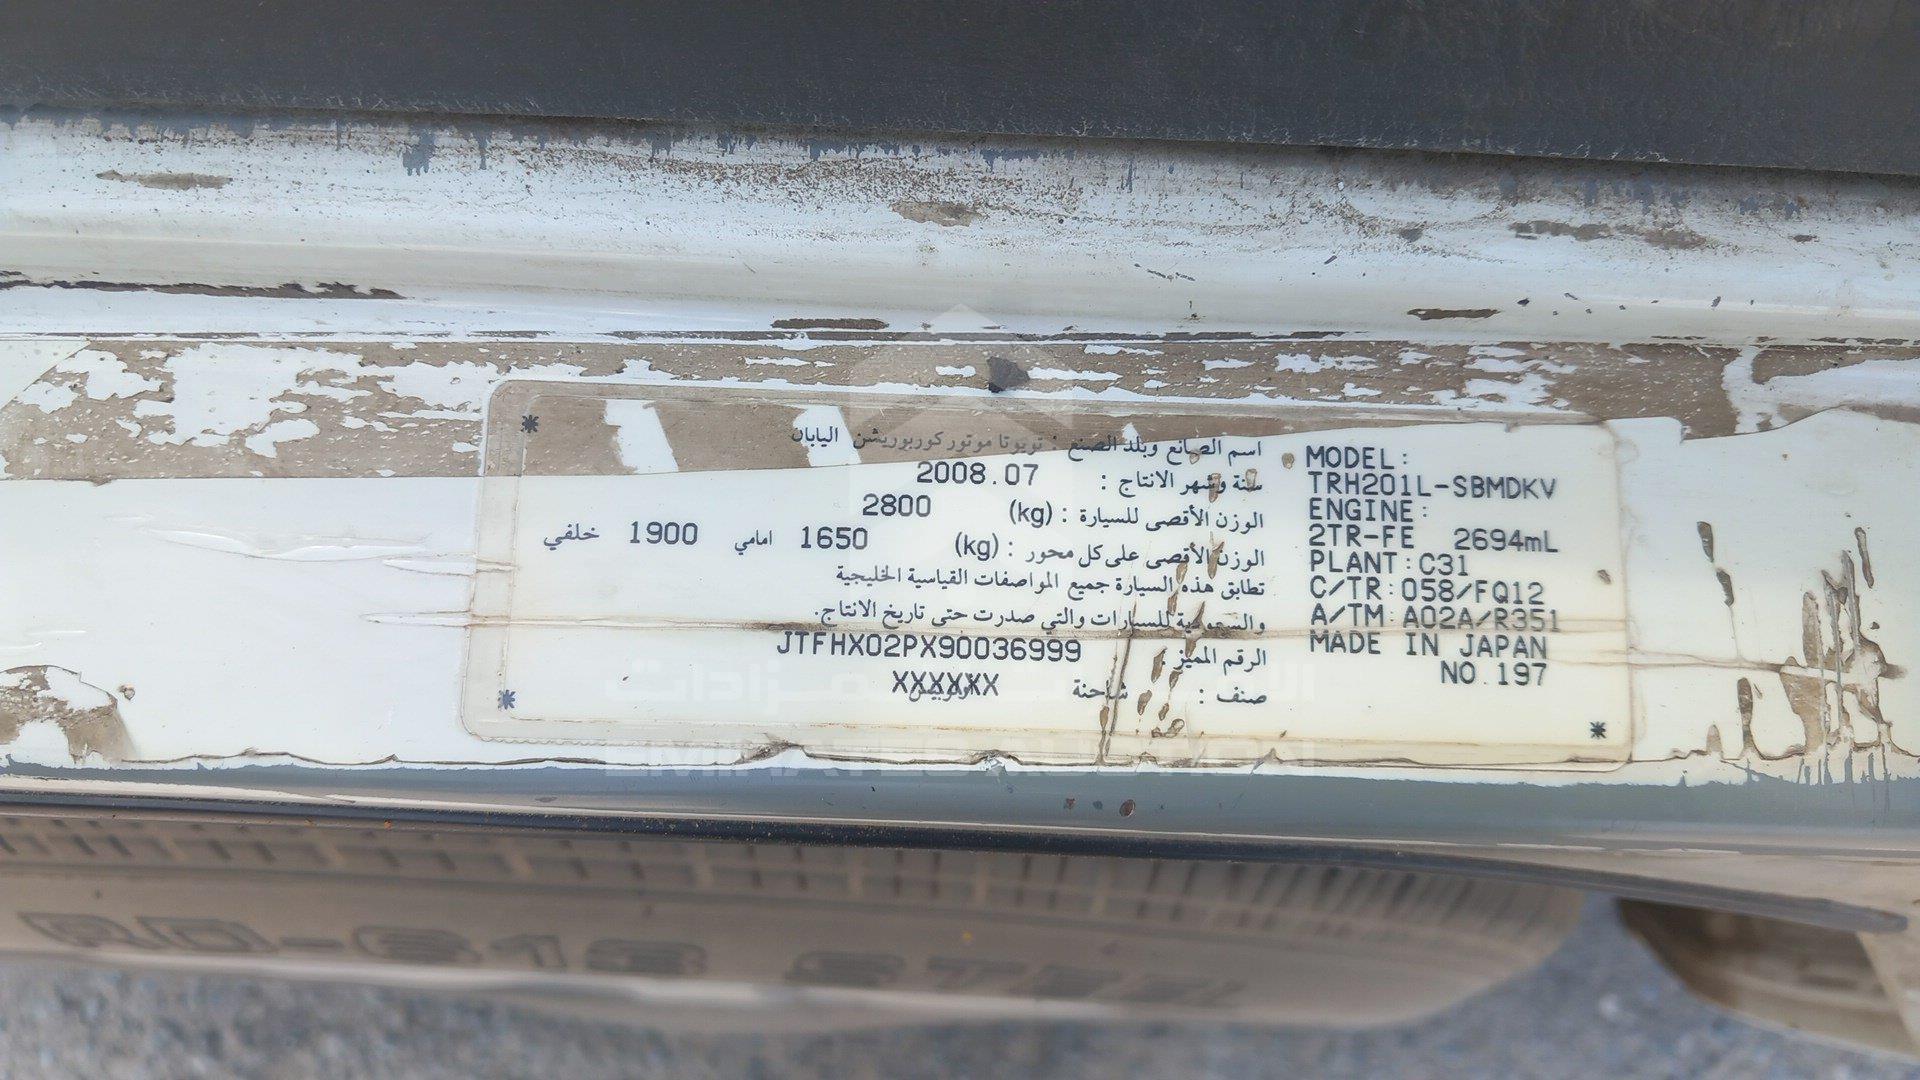 اسم الصانع وبلد الصنع : تويوتا موتور كوربوريشن اليابان
سنة وشهر الانتاج : 2008.07
الوزن الأقصى للسيارة : (kg) 2800
الوزن الأقصى على كل محور : (kg) 1650 امامي 1900 خلفي
تطابق هذه السيارة جميع المواصفات القياسية الخليجية
والسعودية للسيارات والتي صدرت حتى تاريخ الانتاج.
الرقم المميز : JTFHX02PX90036999
صنف : شاحنة XXXXXX
MODEL:
TRH201L-SBMDKV
ENGINE:
2TR-FE 2694mL
PLANT:C31
C/TR:058/FQ12
A/TM:A02A/R351
MADE IN JAPAN
NO.197
EMIRATES AUCTION